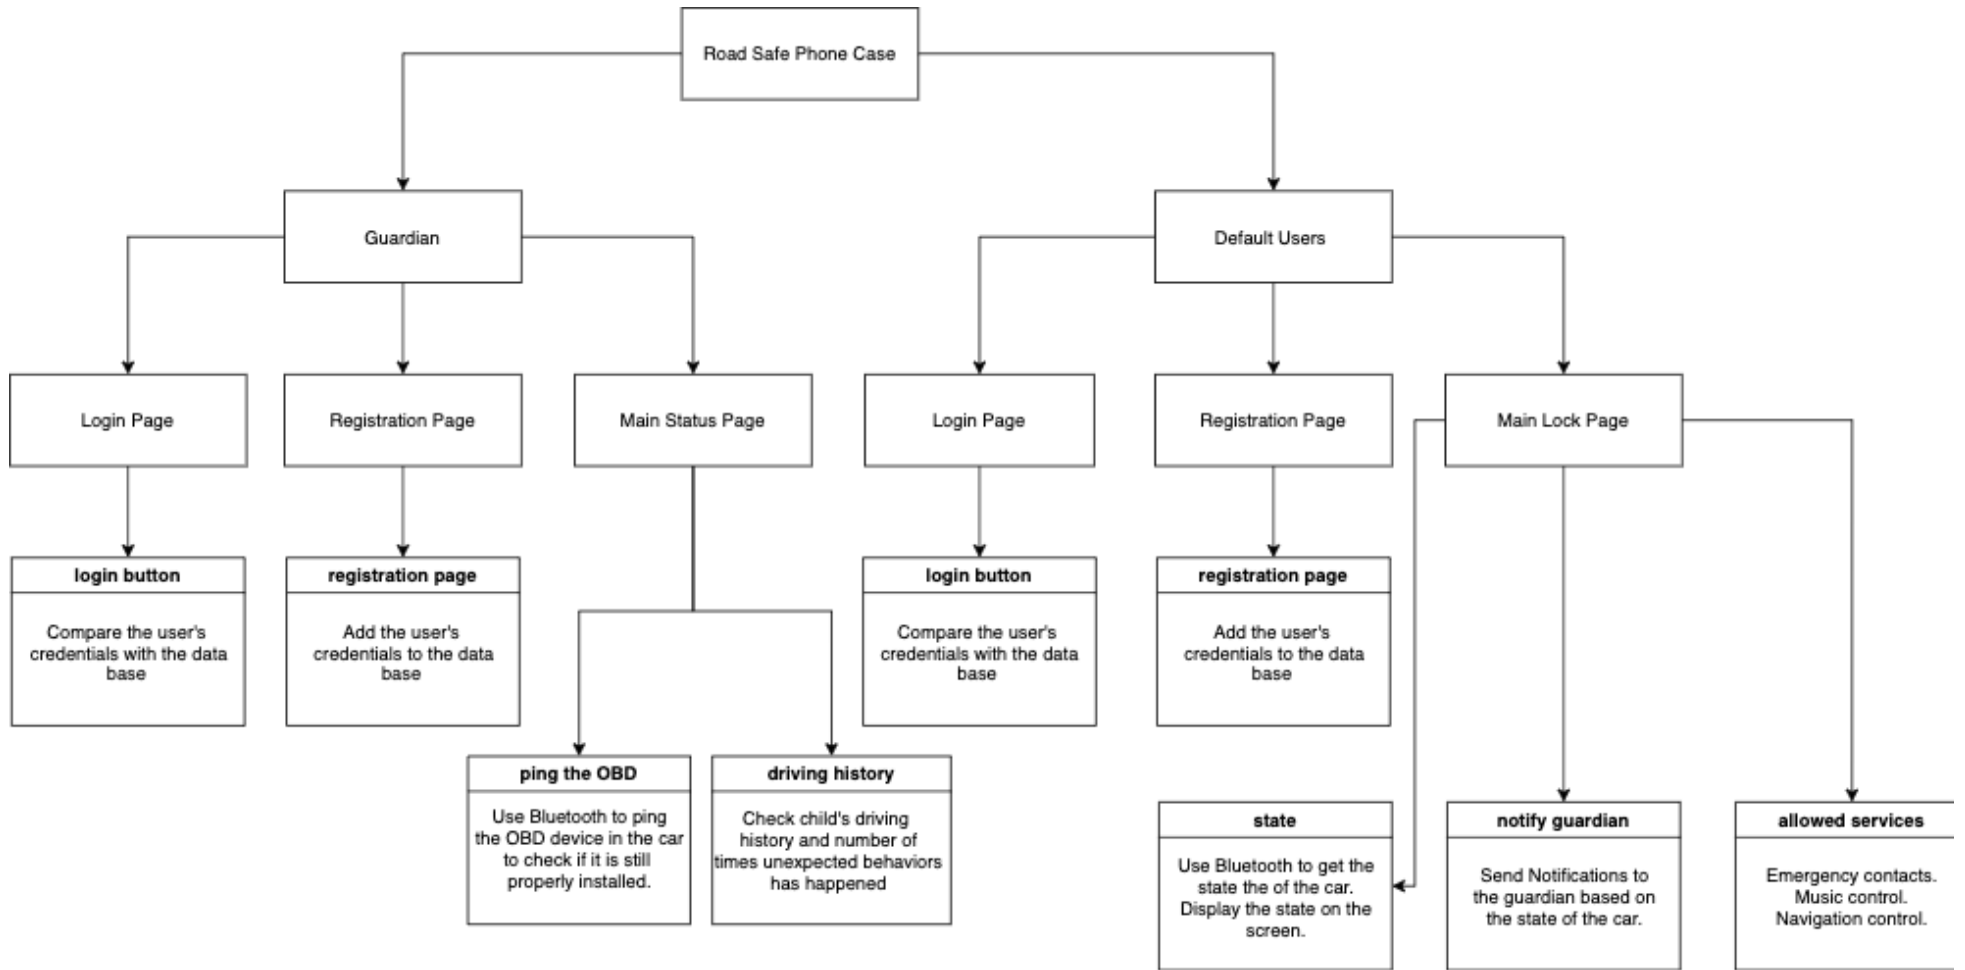 Road Safe Phone Case
Guardian
Default Users
Login Page
Registration Page
Main Status Page
Login Page
Registration Page
Main Lock Page
login button
Compare the user's
credentials with the data
base
registration page
Add the user's
credentials to the data
base
login button
Compare the user's
credentials with the data
base
registration page
Add the user's
credentials to the data
base
ping the OBD
Use Bluetooth to ping
the OBD device in the car
to check if it is still
properly installed.
driving history
Check child's driving
history and number of
times unexpected behaviors
has happened
state
Use Bluetooth to get the
state the of the car.
Display the state on the
screen.
notify guardian
Send Notifications to
the guardian based on
the state of the car.
allowed services
Emergency contacts.
Music control.
Navigation control.